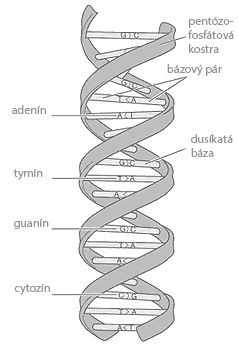 pentózo-
fosfátová
kostra
bázový pár
adenín
dusíkatá
báza
tymín
guanín
cytozín
G C
G C
T A
A T
G C
T A
A
G C
T A
A
C G
T A
A T